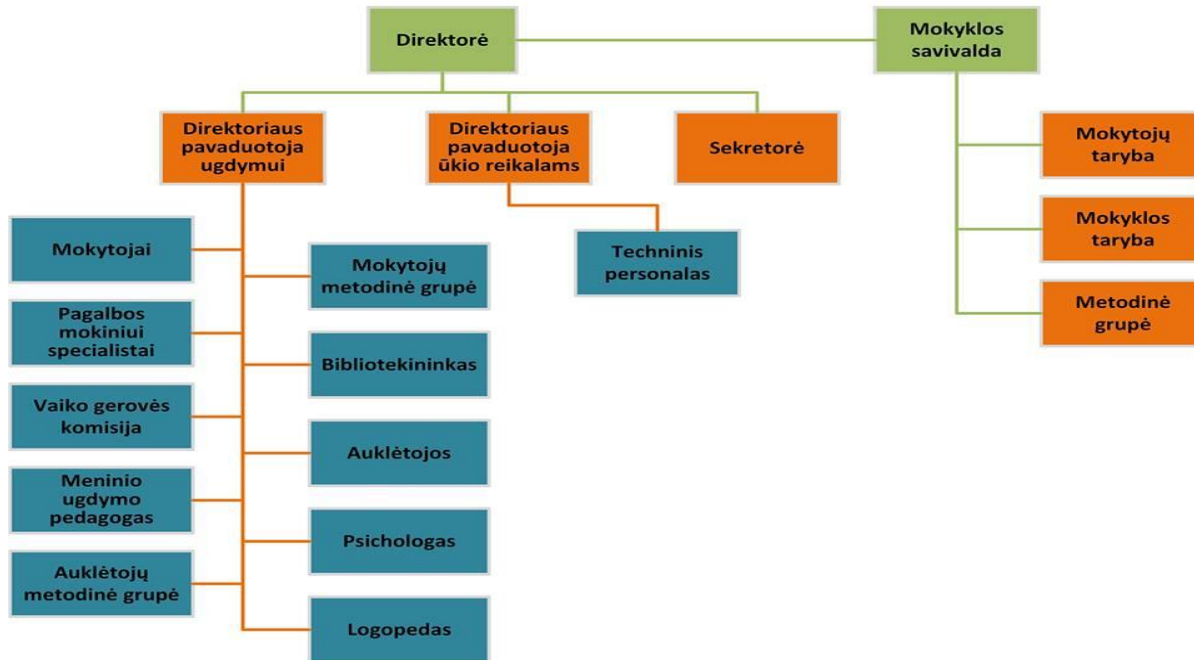 Direktorė
Mokyklos
savivalda
Direktoriaus
pavaduotoja
ugdymui
Direktoriaus
pavaduotoja
ūkio reikalams
Sekretorė
Mokytojų
taryba
Mokyklos
taryba
Metodinė
grupė
Techninis
personalas
Mokytojai
Pagalbos
mokiniui
specialistai
Vaiko gerovės
komisija
Meninio
ugdymo
pedagogas
Auklėtojų
metodinė grupė
Mokytojų
metodinė grupė
Bibliotekininkas
Auklėtojos
Psichologas
Logopedas